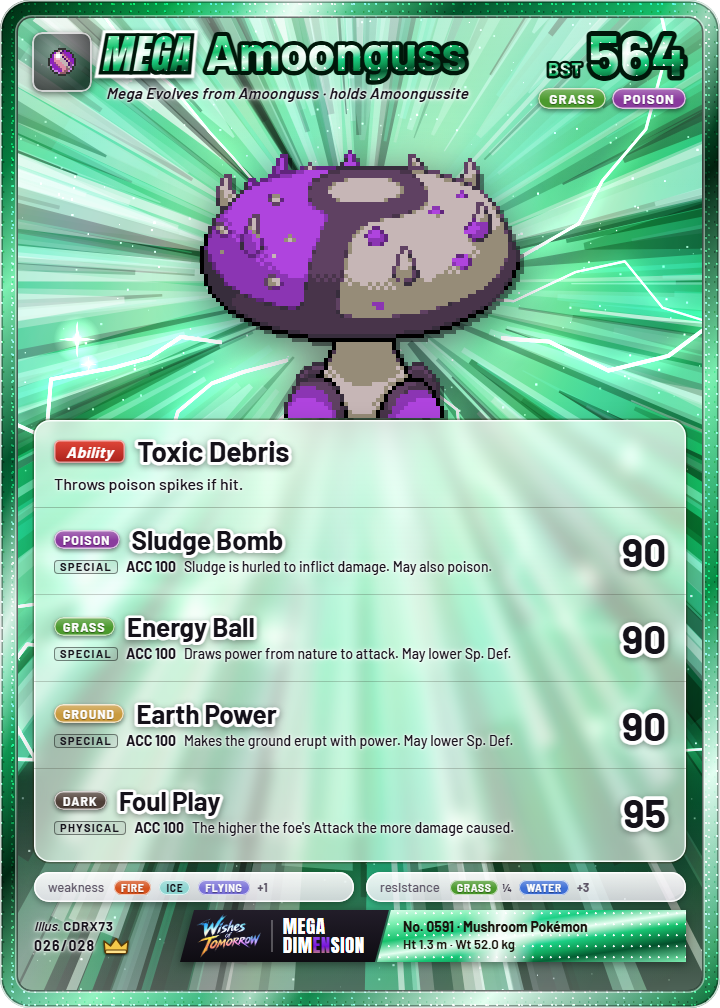 MEGA Amoonguss
BST 564
Mega Evolves from Amoonguss · holds Amoongussite
GRASS POISON
Ability Toxic Debris
Throws poison spikes if hit.
POISON Sludge Bomb
SPECIAL ACC 100 Sludge is hurled to inflict damage. May also poison.
90
GRASS Energy Ball
SPECIAL ACC 100 Draws power from nature to attack. May lower Sp. Def.
90
GROUND Earth Power
SPECIAL ACC 100 Makes the ground erupt with power. May lower Sp. Def.
90
DARK Foul Play
PHYSICAL ACC 100 The higher the foe's Attack the more damage caused.
95
weakness FIRE ICE FLYING +1
resistance GRASS ¼ WATER +3
Illus. CDRX73
026/028
Wishes of Tomorrow
MEGA DIMENSION
No. 0591 · Mushroom Pokémon
Ht 1.3 m · Wt 52.0 kg